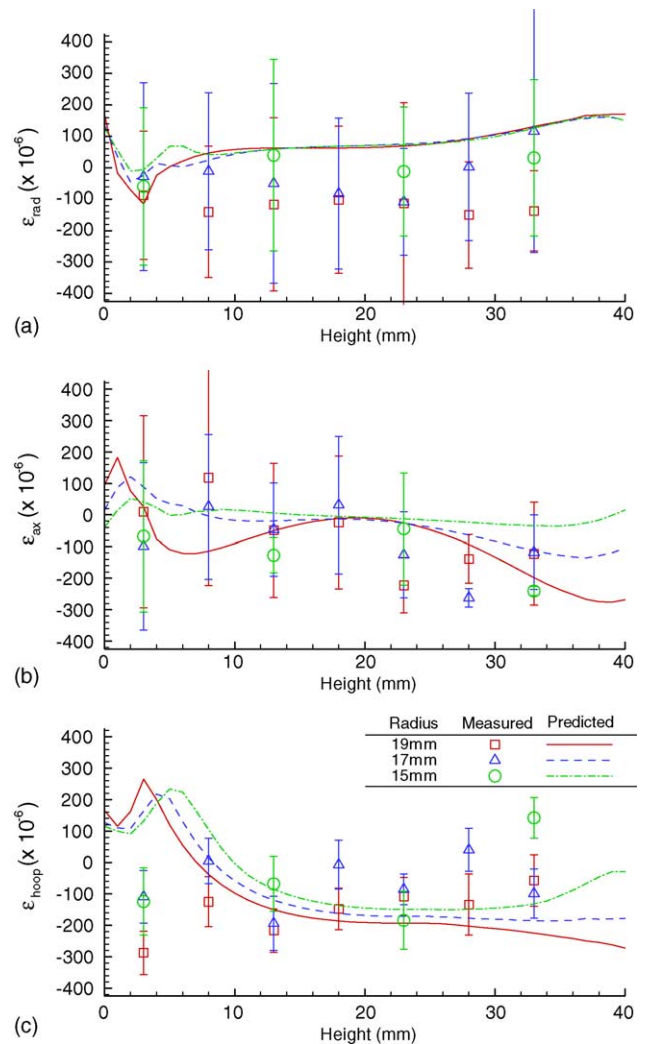 400
300
200
100
0
-100
-200
-300
-400
ε_rad (x 10^-6)
0 10 20 30 40
Height (mm)
(a)
400
300
200
100
0
-100
-200
-300
-400
ε_ax (x 10^-6)
0 10 20 30 40
Height (mm)
(b)
Radius Measured Predicted
19mm
17mm
15mm
400
300
200
100
0
-100
-200
-300
-400
ε_hoop (x 10^-6)
0 10 20 30 40
Height (mm)
(c)